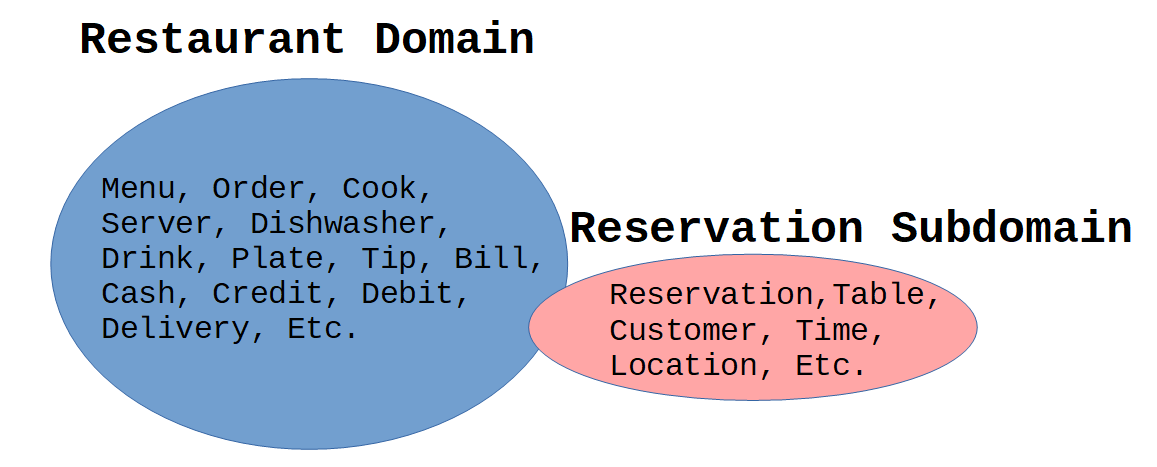 Restaurant Domain
Menu, Order, Cook,
Server, Dishwasher,
Drink, Plate, Tip, Bill,
Cash, Credit, Debit,
Delivery, Etc.
Reservation Subdomain
Reservation,Table,
Customer, Time,
Location, Etc.